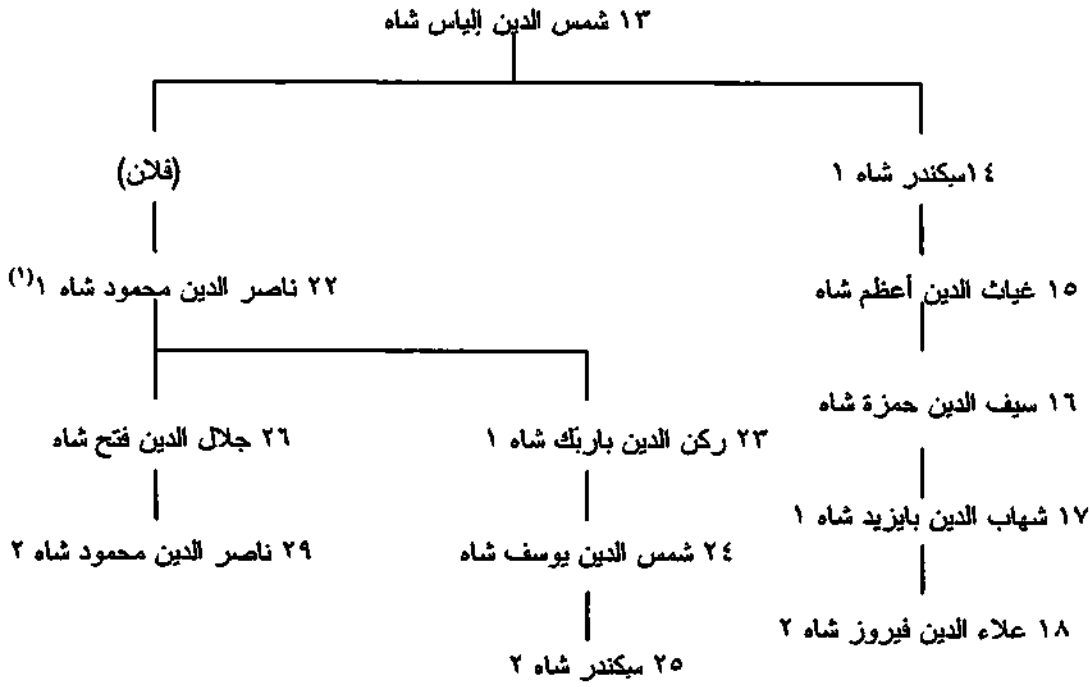 ١٣ شمس الدين إلياس شاه
١٤ سكندر شاه ١
(فلان)
١٥ غياث الدين أعظم شاه
٢٢ ناصر الدين محمود شاه ١(١)
١٦ سيف الدين حمزة شاه
٢٣ ركن الدين باربك شاه ١
٢٦ جلال الدين فتح شاه
١٧ شهاب الدين بايزيد شاه ١
٢٤ شمس الدين يوسف شاه
٢٩ ناصر الدين محمود شاه ٢
١٨ علاء الدين فيروز شاه ٢
٢٥ سكندر شاه ٢